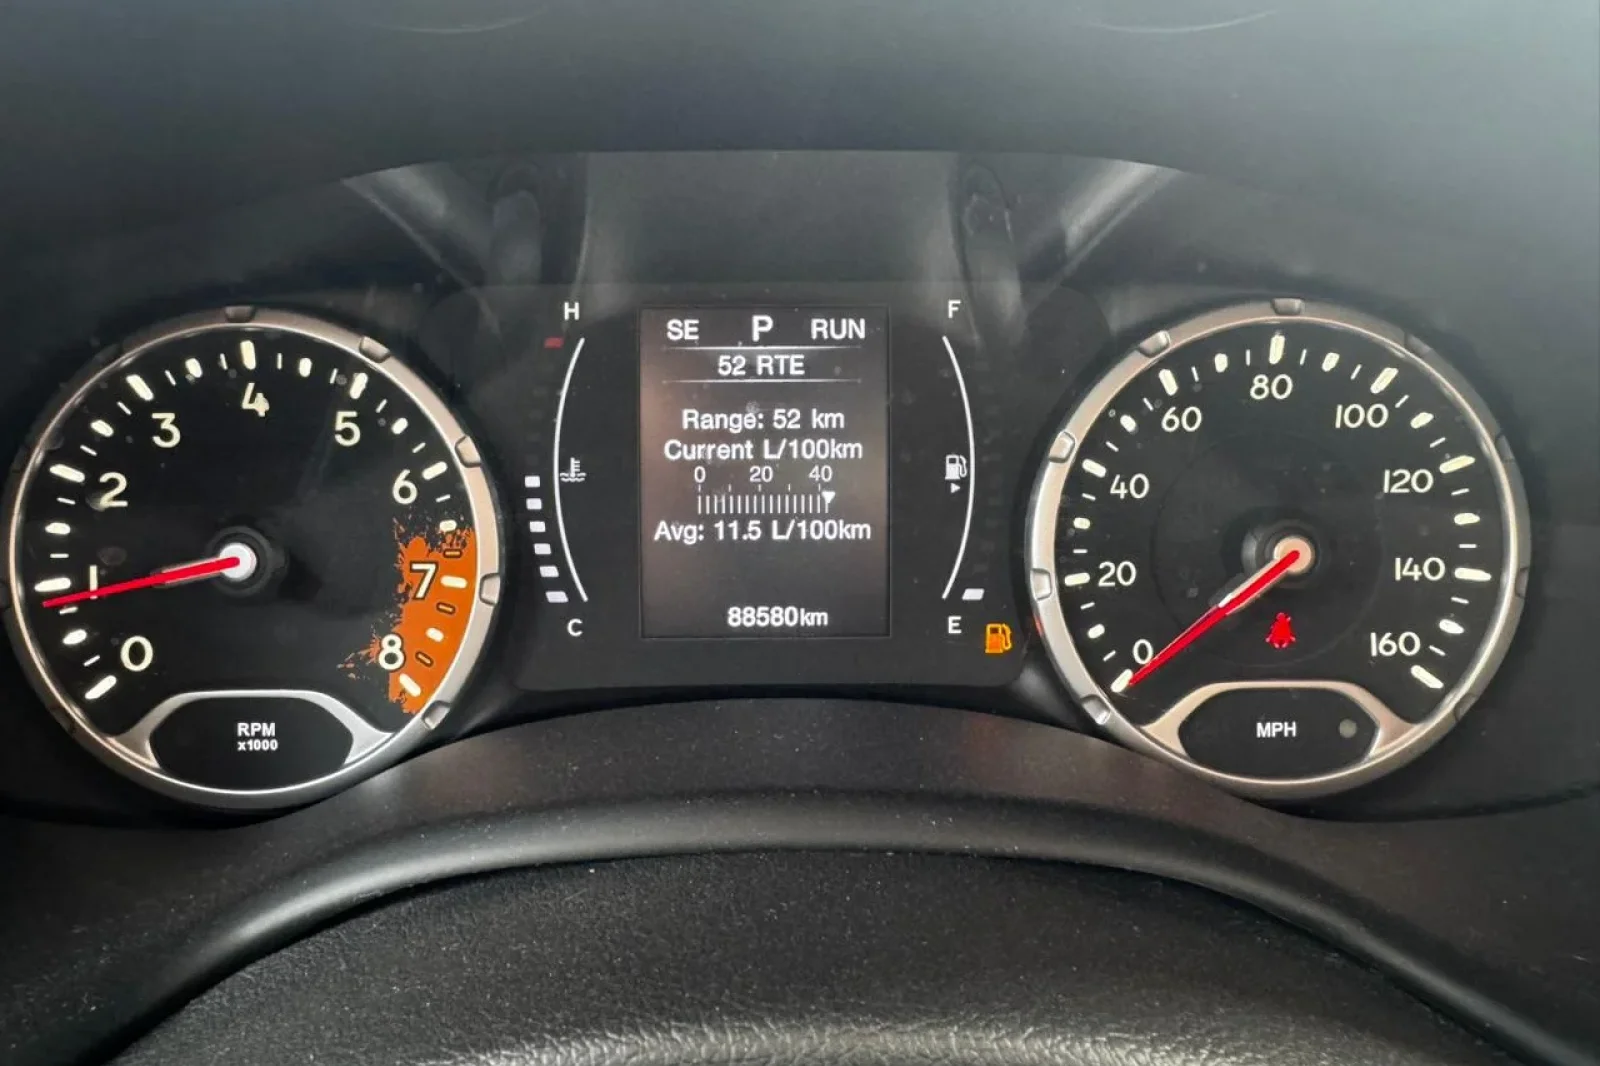 0
1
2
3
4
5
6
7
8
RPM
x1000
H
C
SE P RUN
52 RTE
Range: 52 km
Current L/100km
0 20 40
Avg: 11.5 L/100km
88580km
F
E
0
20
40
60
80
100
120
140
160
MPH